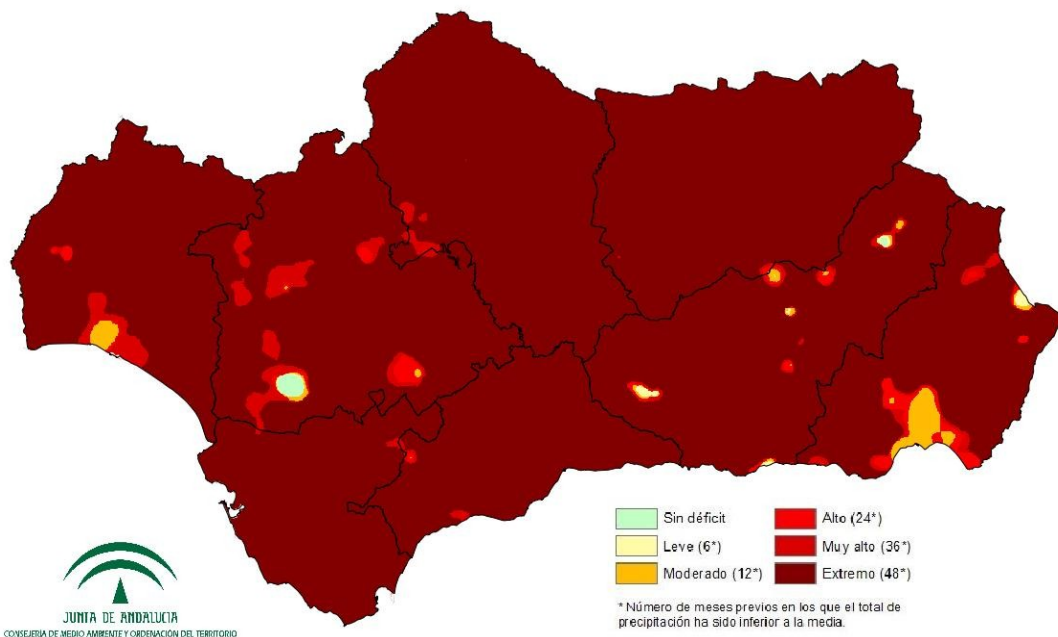 Sin déficit
Leve (6*)
Moderado (12*)
Alto (24*)
Muy alto (36*)
Extremo (48*)
* Número de meses previos en los que el total de
precipitación ha sido inferior a la media.
JUNTA DE ANDALUCIA
CONSEJERÍA DE MEDIO AMBIENTE Y ORDENACIÓN DEL TERRITORIO